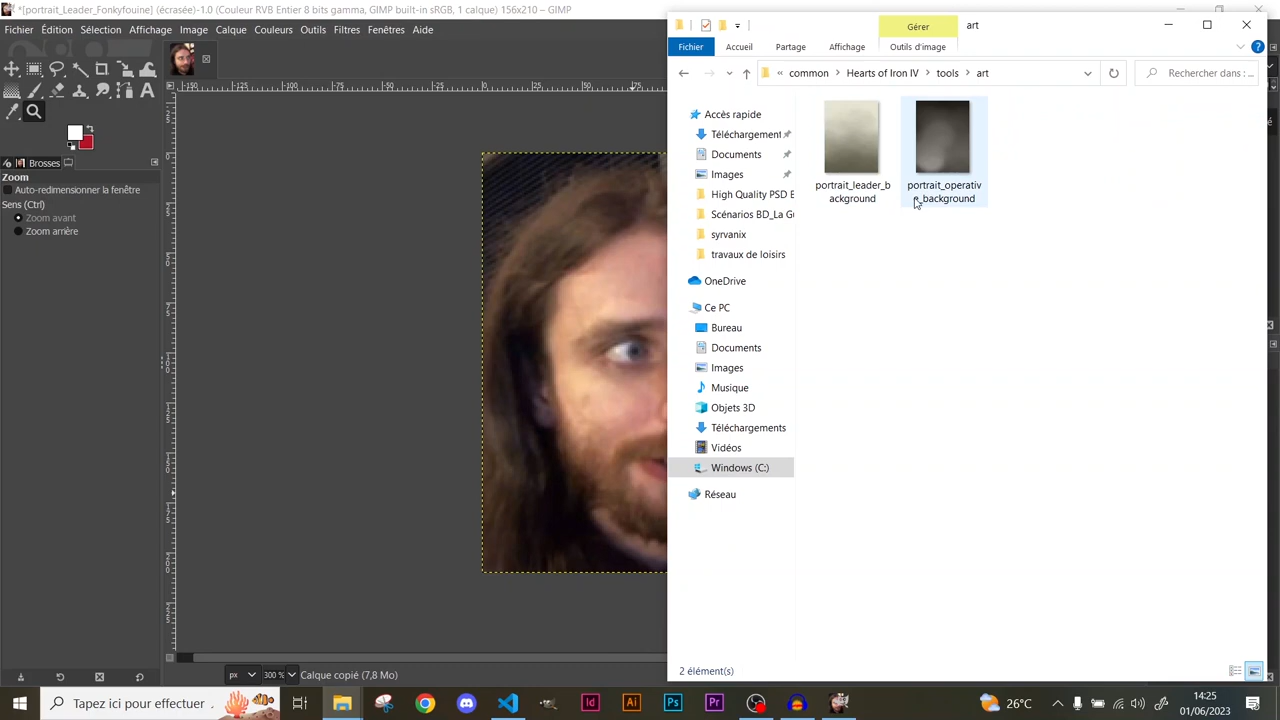 *[portrait_Leader_Fonkyfouine] (écrasée)-1.0 (Couleur RVB Entier 8 bits gamma, GIMP built-in sRGB, 1 calque) 156x210 – GIMP
Fichier Édition Sélection Affichage Image Calque Couleurs Outils Filtres Fenêtres Aide
Brosses
Zoom
Auto-redimensionner la fenêtre
Sens (Ctrl)
Zoom avant
Zoom arrière
px
300 %
Calque copié (7,8 Mo)
Gérer
art
Fichier Accueil Partage Affichage Outils d'image
« common > Hearts of Iron IV > tools > art
Rechercher dans : ...
Accès rapide
Téléchargement
Documents
Images
High Quality PSD
Scénarios BD_La G
syrvanix
travaux de loisirs
OneDrive
Ce PC
Bureau
Documents
Images
Musique
Objets 3D
Téléchargements
Vidéos
Windows (C:)
Réseau
portrait_leader_b
ackground
portrait_operativ
e_background
2 élément(s)
Tapez ici pour effectuer
26°C
14:25
01/06/2023